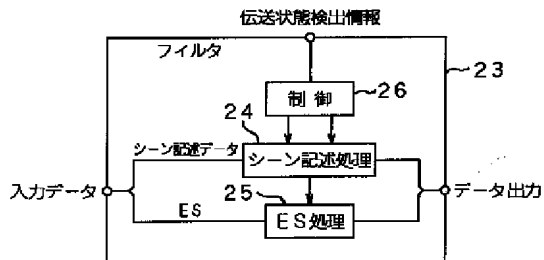 伝送状態検出情報
フィルタ
23
制御
26
24
シーン記述データ
シーン記述処理
入力データ
データ出力
25
ES
ES処理